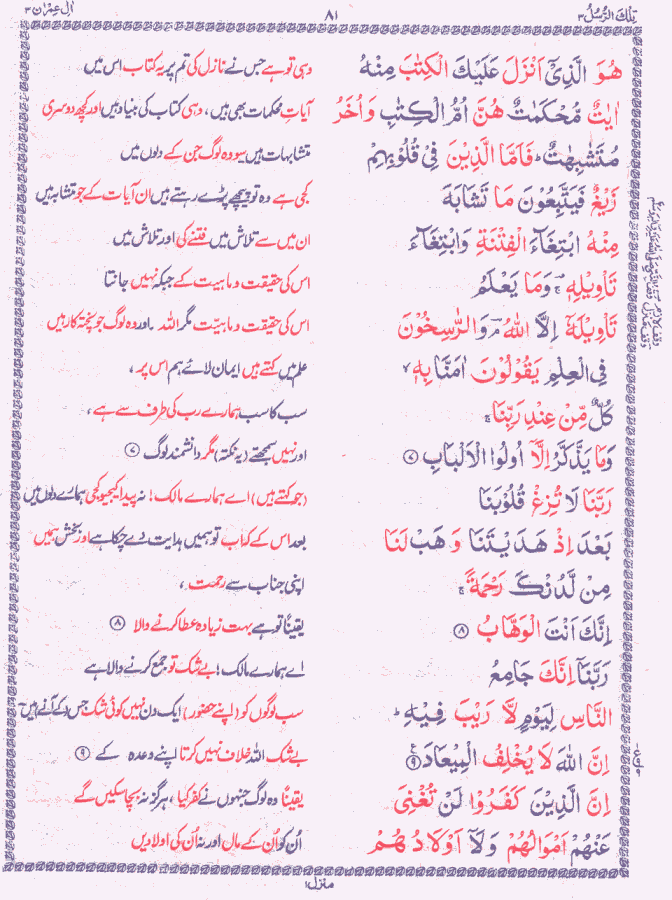 تِلْكَ الرُّسُلُ ٣
٨١
اٰلِ عِمْرٰن ٣
هُوَ الَّذِیْۤ اَنْزَلَ عَلَیْكَ الْكِتٰبَ مِنْهُ
وہی تو ہے جس نے نازل کی تم پر یہ کتاب اس میں
اٰیٰتٌ مُّحْكَمٰتٌ هُنَّ اُمُّ الْكِتٰبِ وَ اُخَرُ
آیات محکمات بھی ہیں، وہی کتاب کی بنیاد ہیں اور کچھ دوسری
مُتَشٰبِهٰتٌ ؕ فَاَمَّا الَّذِیْنَ فِیْ قُلُوْبِهِمْ
متشابہات ہیں سو وہ لوگ جن کے دلوں میں
زَیْغٌ فَیَتَّبِعُوْنَ مَا تَشَابَهَ
کجی ہے وہ تو پیچھے پڑے رہتے ہیں ان آیات کے جو متشابہ ہیں
مِنْهُ ابْتِغَآءَ الْفِتْنَةِ وَابْتِغَآءَ
ان میں سے تلاش میں فتنے کی اور تلاش میں
تَاْوِیْلِهٖ ۚ وَمَا یَعْلَمُ
اس کی حقیقت و ماہیت کے جبکہ نہیں جانتا
تَاْوِیْلَهٗۤ اِلَّا اللّٰهُ ۘ وَالرّٰسِخُوْنَ
اس کی حقیقت و ماہیت مگر اللہ۔ اور وہ لوگ جو پختہ کار ہیں
فِی الْعِلْمِ یَقُوْلُوْنَ اٰمَنَّا بِهٖ ۙ
علم میں کہتے ہیں ایمان لائے ہم اس پر،
كُلٌّ مِّنْ عِنْدِ رَبِّنَا ۚ
سب کا سب ہمارے رب کی طرف سے ہے،
وَمَا یَذَّكَّرُ اِلَّاۤ اُولُوا الْاَلْبَابِ ٧
اور نہیں سمجھتے (یہ نکتہ) مگر دانشمند لوگ ٧
رَبَّنَا لَا تُزِغْ قُلُوْبَنَا
(جو کہتے ہیں) اے ہمارے مالک! نہ پیدا کیجیو کجی ہمارے دلوں میں
بَعْدَ اِذْ هَدَیْتَنَا وَ هَبْ لَنَا
بعد اس کے کہ اب تو ہمیں ہدایت دے چکا ہے اور بخش ہمیں
مِنْ لَّدُنْكَ رَحْمَةً ۚ
اپنی جناب سے رحمت،
اِنَّكَ اَنْتَ الْوَهَّابُ ٨
یقیناً تو ہے بہت زیادہ عطا کرنے والا ٨
رَبَّنَاۤ اِنَّكَ جَامِعُ
اے ہمارے مالک! بے شک تو جمع کرنے والا ہے
النَّاسِ لِیَوْمٍ لَّا رَیْبَ فِیْهِ ؕ
سب لوگوں کو (اپنے حضور) ایک دن نہیں کوئی شک جس کے آنے میں۔
اِنَّ اللّٰهَ لَا یُخْلِفُ الْمِیْعَادَ ٩
بے شک اللہ خلاف نہیں کرتا اپنے وعدہ کے ٩
اِنَّ الَّذِیْنَ كَفَرُوْا لَنْ تُغْنِیَ
یقیناً وہ لوگ جنہوں نے کفر کیا، ہرگز نہ بچا سکیں گے
عَنْهُمْ اَمْوَالُهُمْ وَلَاۤ اَوْلَادُهُمْ
اُن کو اُن کے مال اور نہ اُن کی اولادیں
منزل ١